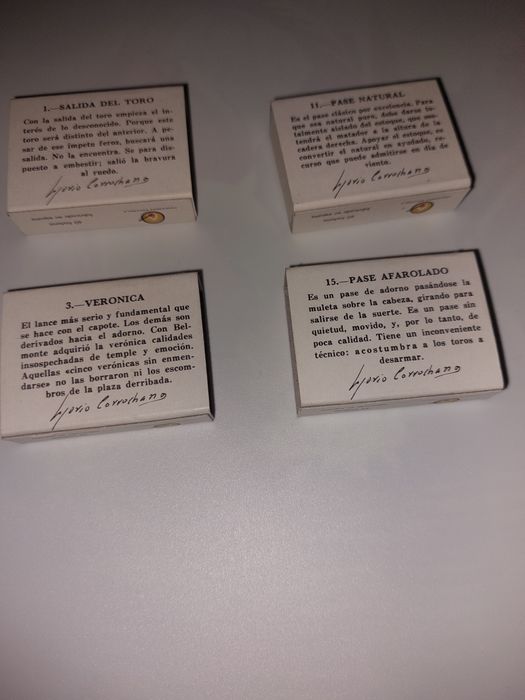 1.—SALIDA DEL TORO
Con la salida del toro empieza el in-
terés de lo desconocido. Porque este
toro será distinto del anterior. A pe-
sar de ese ímpetu feroz, buscará una
salida. No la encuentra. Se para dis-
puesto a embestir; salió la bravura
al ruedo.
Gregorio Corrochano
11.—PASE NATURAL
Es el pase clásico por excelencia. Para
que sea natural puro, debe darse to-
talmente aislado del estoque, que sos-
tendrá el matador a la altura de la
cadera derecha. Apoyar el estoque, es
convertir el natural en ayudado, re-
curso que puede admitirse en día de
viento.
Gregorio Corrochano
3.—VERONICA
El lance más serio y fundamental que
se hace con el capote. Los demás son
derivados hacia el adorno. Con Bel-
monte adquirió la verónica calidades
insospechadas de temple y emoción.
Aquellas «cinco verónicas sin enmen-
darse» no las borraron ni los escom-
bros de la plaza derribada.
Gregorio Corrochano
15.—PASE AFAROLADO
Es un pase de adorno pasándose la
muleta sobre la cabeza, girando para
salirse de la suerte. Es un pase sin
quietud, movido, y, por lo tanto, de
poca calidad. Tiene un inconveniente
técnico: acostumbra a los toros a
desarmar.
Gregorio Corrochano